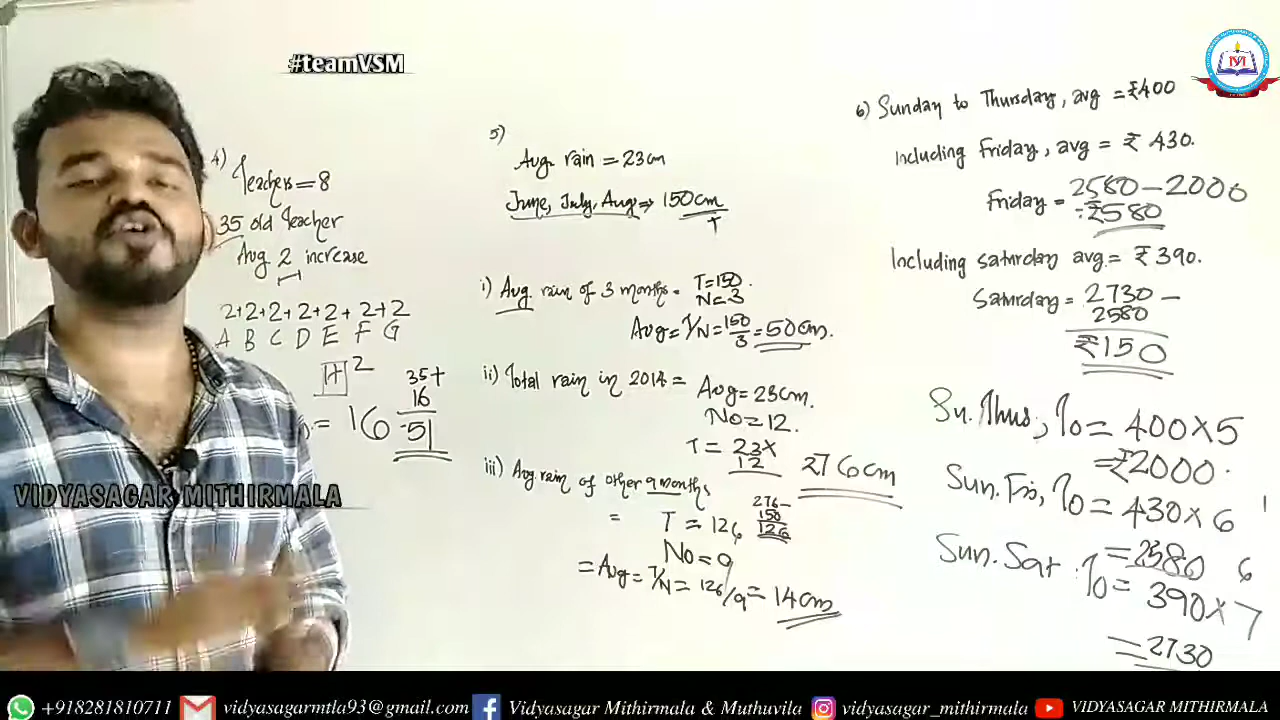 #teamVSM
4)
Teachers = 8
35 old Teacher
Avg 2 increase
2+2+2+2+2+2+2
A B C D E F G
2
= 16
35+
16
51
5)
Avg. rain = 23cm
June, July, Aug ⇒ 150cm
T
i) Avg rain of 3 months = T=150
N=3
Avg = T/N = 150/3 = 50cm.
ii) Total rain in 2014 = Avg = 23cm.
No = 12.
T = 23x
12
276cm
iii) Avg rain of other 9 months
= T = 126
276-
150
126
No = 9
= Avg = T/N = 126/9 = 14cm
6) Sunday to Thursday, avg = ₹400
Including Friday, avg = ₹ 430.
Friday = 2580 - 2000
= ₹580
Including Saturday avg = ₹ 390.
Saturday = 2730 -
2580
₹150
Su. Thus, To = 400×5
= ₹2000.
Sun. Fri, To = 430×6
= 2580
6
Sun. Sat. To =
390×7
= 2730
VIDYASAGAR MITHIRMALA
+918281810711 vidyasagarmtla93@gmail.com Vidyasagar Mithirmala & Muthuvila vidyasagar_mithirmala VIDYASAGAR MITHIRMALA